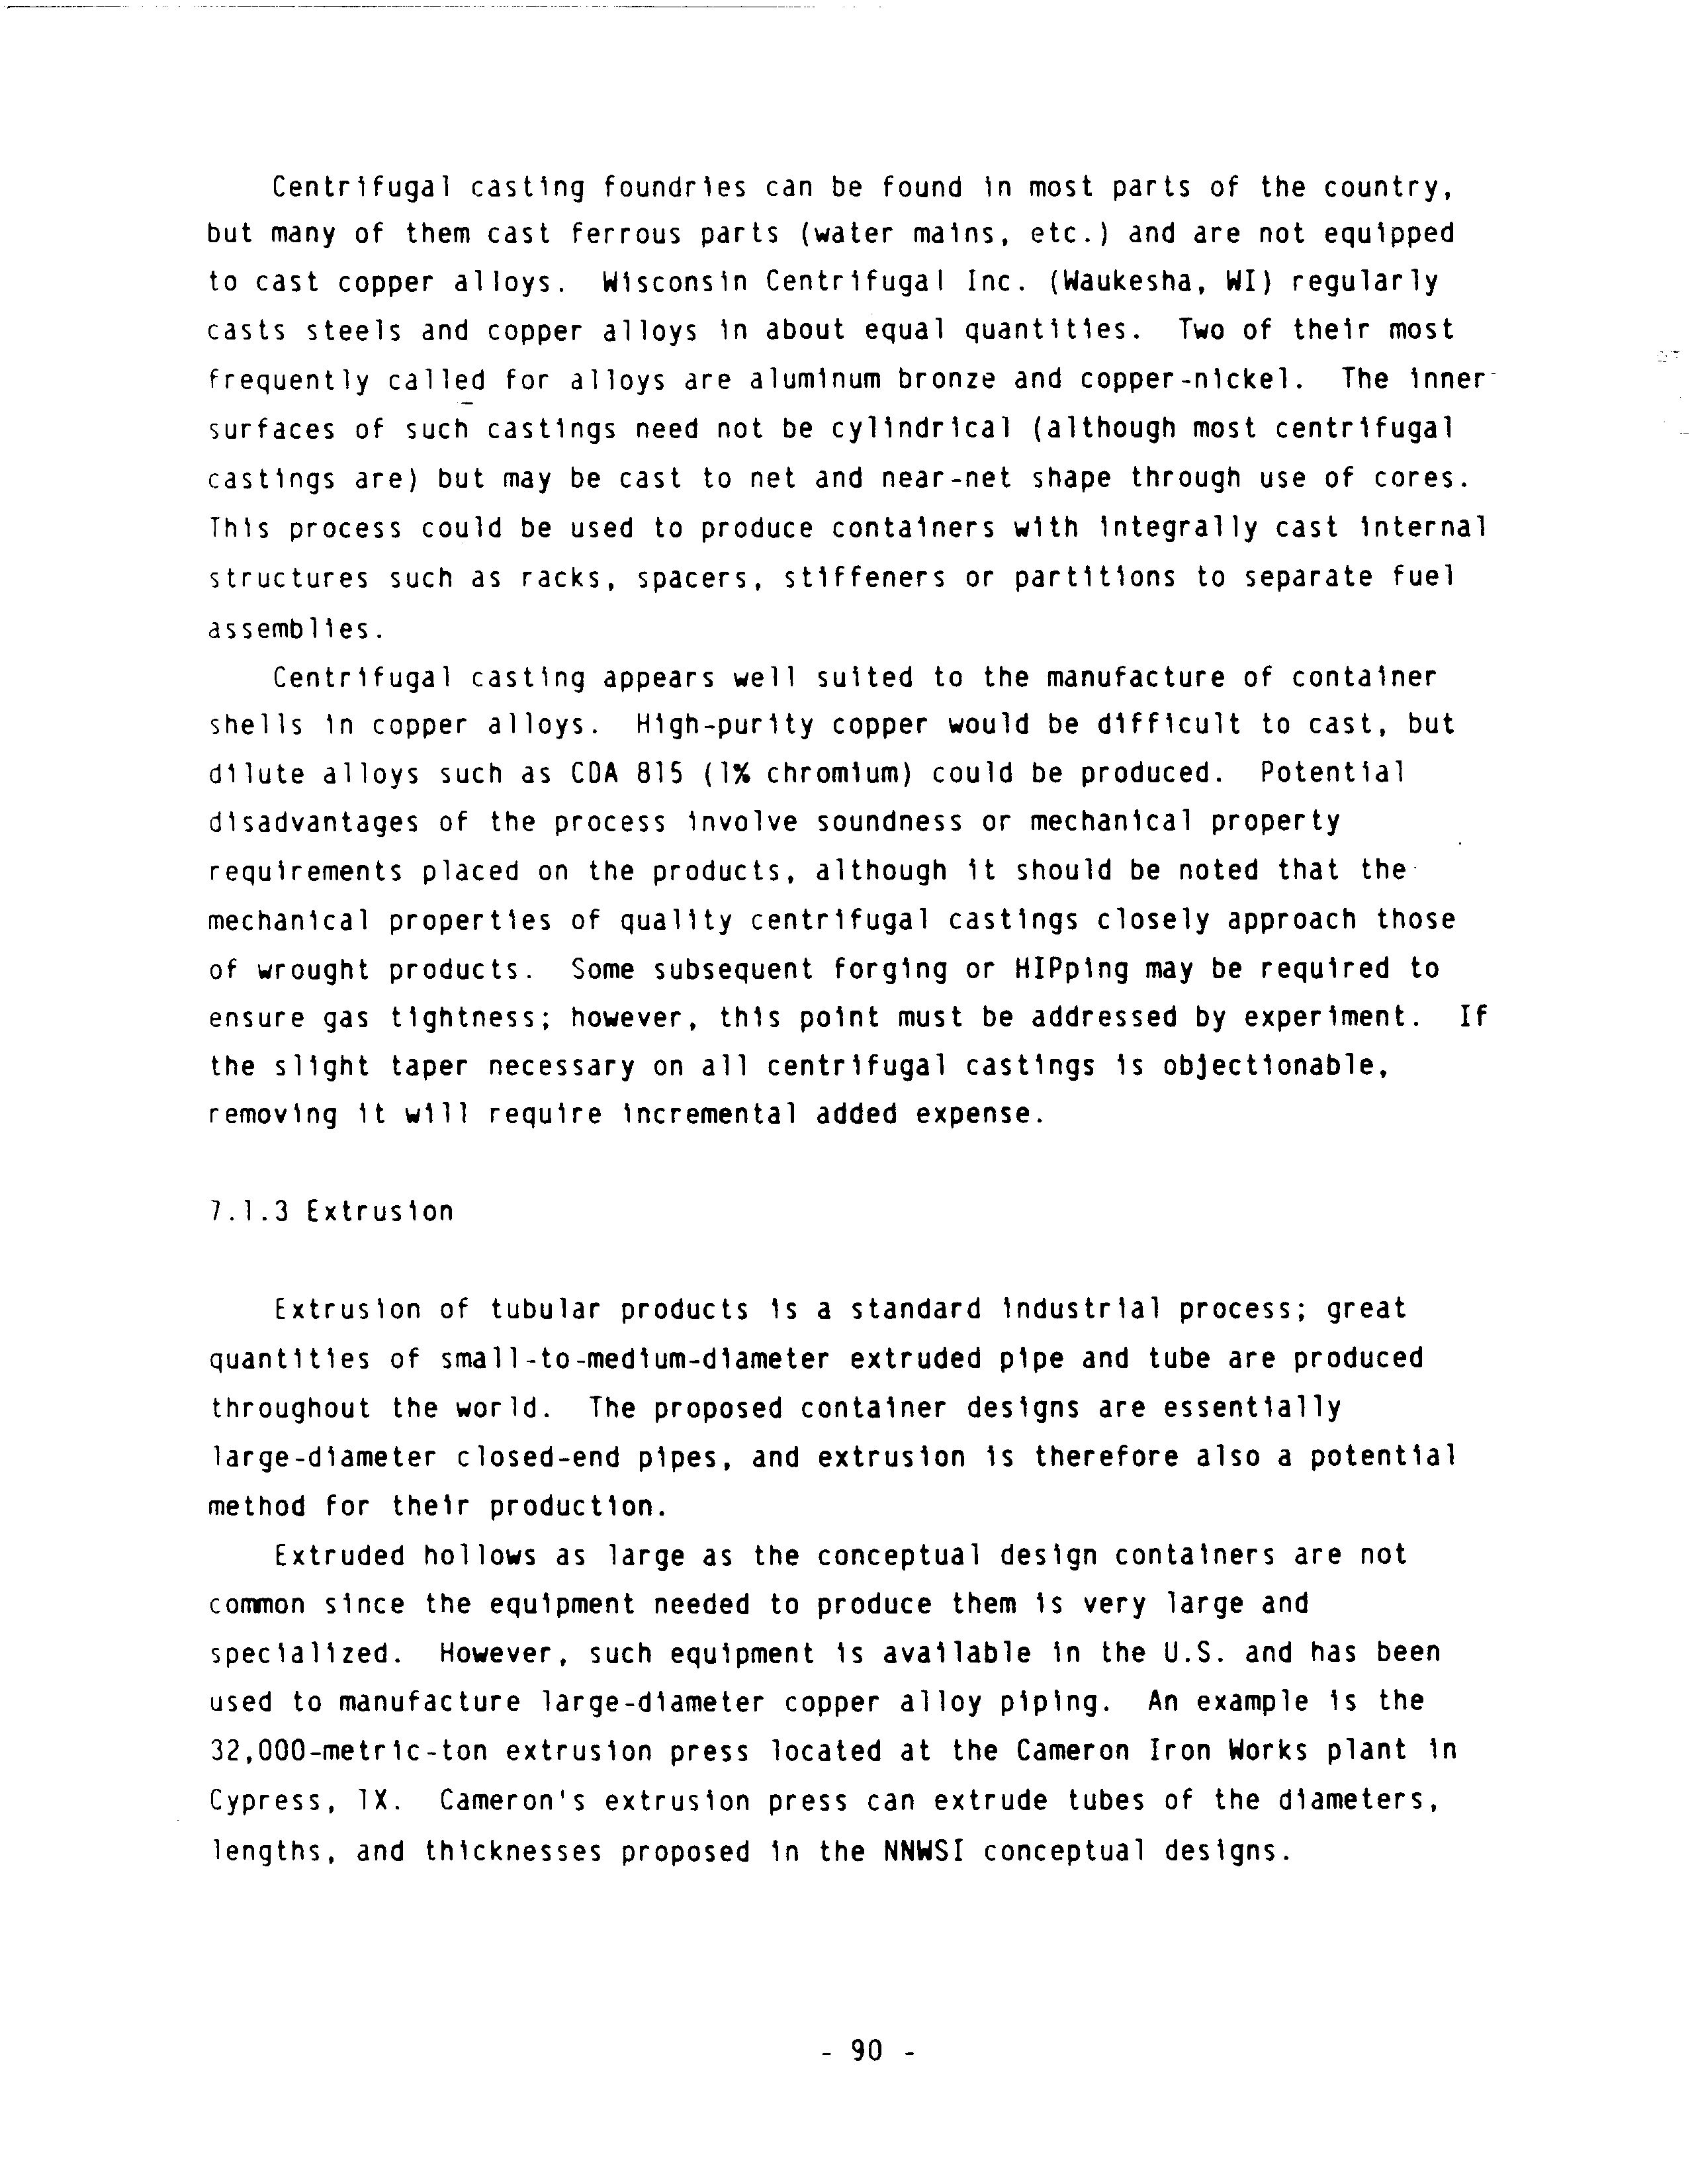 Centrifugal casting foundries can be found in most parts of the country,
but many of them cast ferrous parts (water mains, etc.) and are not equipped
to cast copper alloys. Wisconsin Centrifugal Inc. (Waukesha, WI) regularly
casts steels and copper alloys in about equal quantities. Two of their most
frequently called for alloys are aluminum bronze and copper-nickel. The inner
surfaces of such castings need not be cylindrical (although most centrifugal
castings are) but may be cast to net and near-net shape through use of cores.
This process could be used to produce containers with integrally cast internal
structures such as racks, spacers, stiffeners or partitions to separate fuel
assemblies.
Centrifugal casting appears well suited to the manufacture of container
shells in copper alloys. High-purity copper would be difficult to cast, but
dilute alloys such as CDA 815 (1% chromium) could be produced. Potential
disadvantages of the process involve soundness or mechanical property
requirements placed on the products, although it should be noted that the
mechanical properties of quality centrifugal castings closely approach those
of wrought products. Some subsequent forging or HIPping may be required to
ensure gas tightness; however, this point must be addressed by experiment. If
the slight taper necessary on all centrifugal castings is objectionable,
removing it will require incremental added expense.
7.1.3 Extrusion
Extrusion of tubular products is a standard industrial process; great
quantities of small-to-medium-diameter extruded pipe and tube are produced
throughout the world. The proposed container designs are essentially
large-diameter closed-end pipes, and extrusion is therefore also a potential
method for their production.
Extruded hollows as large as the conceptual design containers are not
common since the equipment needed to produce them is very large and
specialized. However, such equipment is available in the U.S. and has been
used to manufacture large-diameter copper alloy piping. An example is the
32,000-metric-ton extrusion press located at the Cameron Iron Works plant in
Cypress, TX. Cameron's extrusion press can extrude tubes of the diameters,
lengths, and thicknesses proposed in the NNWSI conceptual designs.
- 90 -